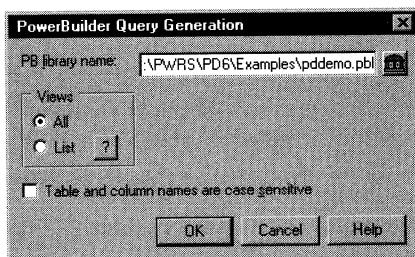 PowerBuilder Query Generation
PB library name: :\PWRS\PD6\Examples\pddemo.pbl
Views
All
List ?
Table and column names are case sensitive
OK Cancel Help